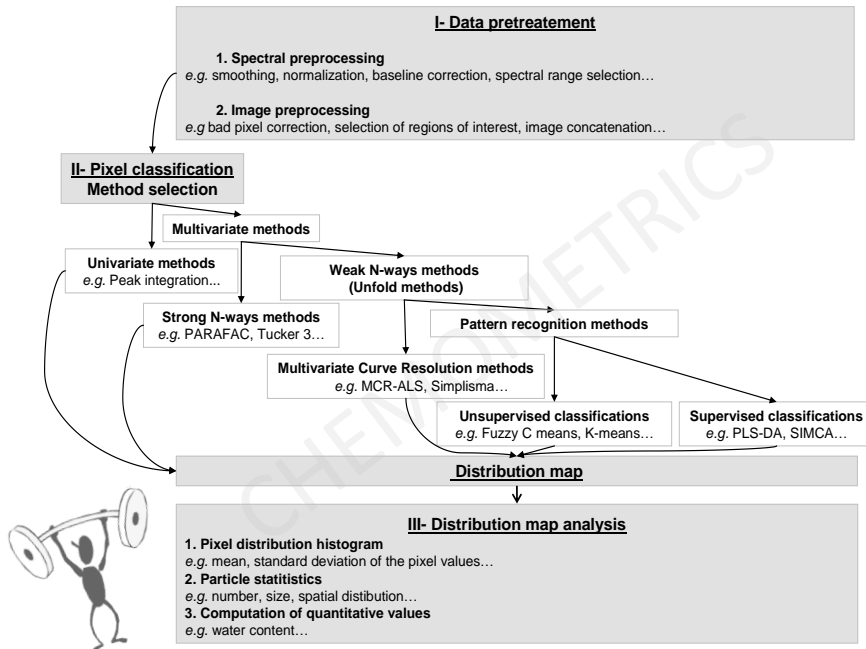 I- Data pretreatement
1. Spectral preprocessing
e.g. smoothing, normalization, baseline correction, spectral range selection…
2. Image preprocessing
e.g bad pixel correction, selection of regions of interest, image concatenation…
II- Pixel classification
Method selection
Multivariate methods
Univariate methods
e.g. Peak integration...
Weak N-ways methods
(Unfold methods)
Strong N-ways methods
e.g. PARAFAC, Tucker 3…
Pattern recognition methods
Multivariate Curve Resolution methods
e.g. MCR-ALS, Simplisma…
Unsupervised classifications
e.g. Fuzzy C means, K-means…
Supervised classifications
e.g. PLS-DA, SIMCA…
Distribution map
III- Distribution map analysis
1. Pixel distribution histogram
e.g. mean, standard deviation of the pixel values…
2. Particle statitistics
e.g. number, size, spatial distibution…
3. Computation of quantitative values
e.g. water content…
CHEMOMETRICS